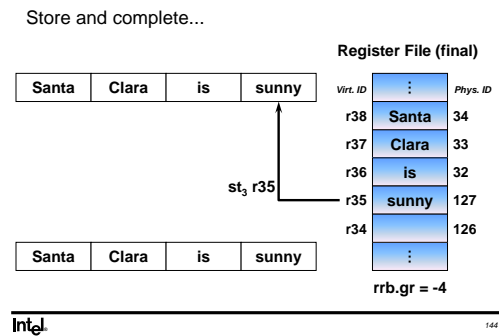 Store and complete...
Register File (final)
Santa Clara is sunny
Virt. ID ⋮ Phys. ID
r38 Santa 34
r37 Clara 33
r36 is 32
st₃ r35
r35 sunny 127
r34 126
Santa Clara is sunny
⋮
rrb.gr = -4
Intel 144